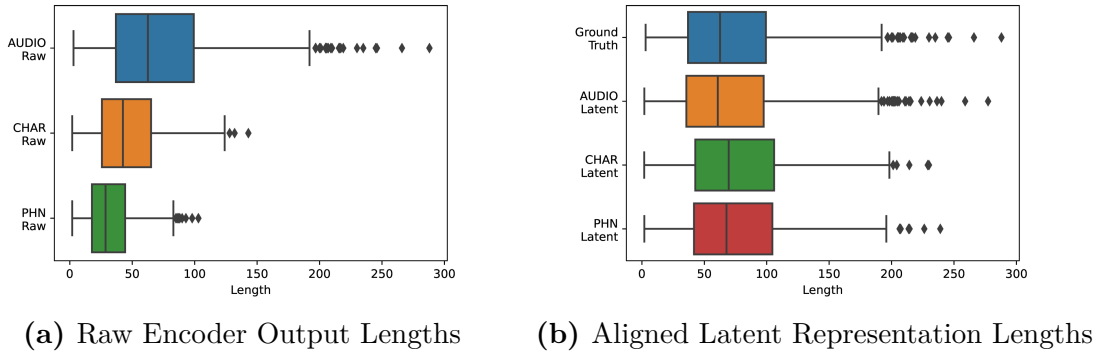 AUDIO
Raw
CHAR
Raw
PHN
Raw
0 50 100 150 200 250 300
Length
(a) Raw Encoder Output Lengths
Ground
Truth
AUDIO
Latent
CHAR
Latent
PHN
Latent
0 50 100 150 200 250 300
Length
(b) Aligned Latent Representation Lengths